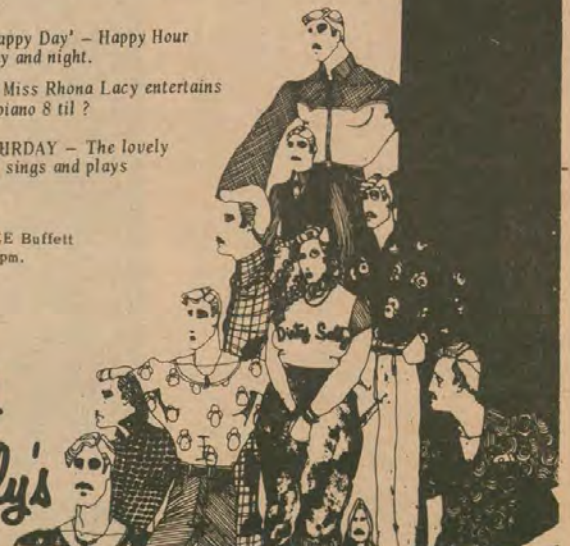 appy Day' – Happy Hour
y and night.
Miss Rhona Lacy entertains
piano 8 til ?
URDAY – The lovely
sings and plays
E Buffett
pm.
Dirty Sally
ly's